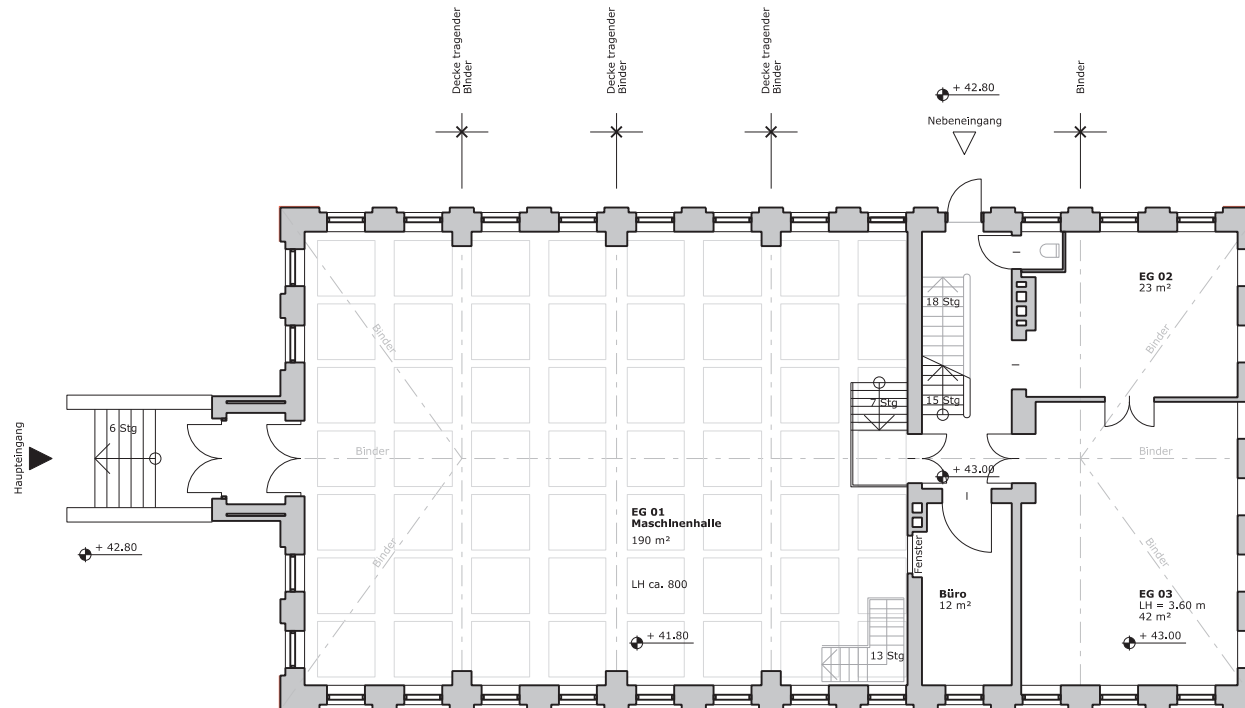 Decke tragender
Binder
Decke tragender
Binder
Decke tragender
Binder
Binder
+ 42.80
Nebeneingang
EG 02
23 m²
18 Stg
Binder
Binder
7 Stg
15 Stg
6 Stg
Haupteingang
Binder
Binder
+ 43.00
EG 01
Maschinenhalle
190 m²
+ 42.80
Binder
Fenster
Binder
LH ca. 800
Büro
12 m²
EG 03
LH = 3.60 m
42 m²
+ 41.80
+ 43.00
13 Stg